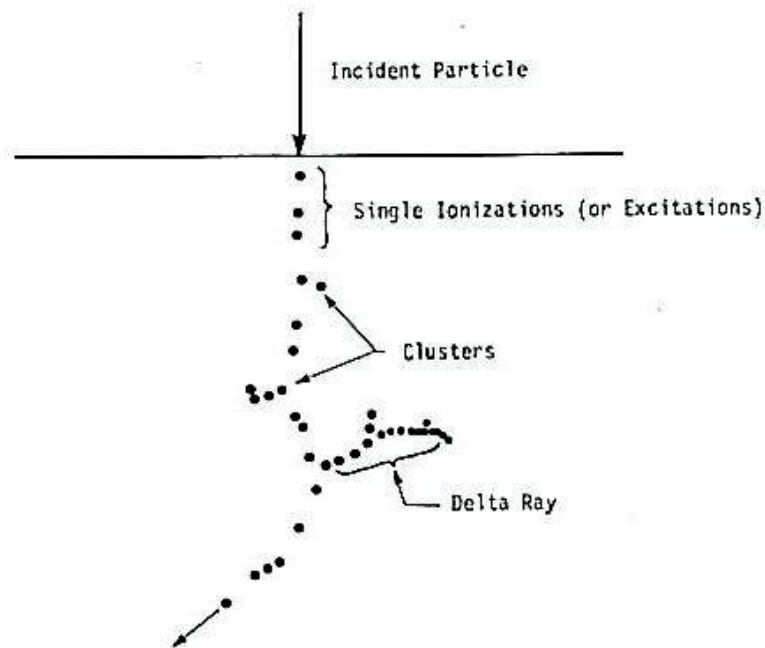 Incident Particle
Single Ionizations (or Excitations)
Clusters
Delta Ray